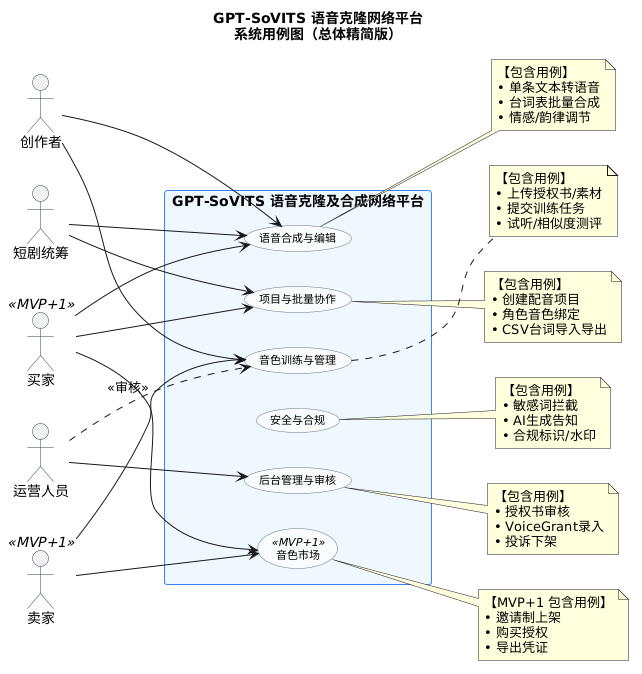 GPT-SoVITS 语音克隆网络平台
系统用例图（总体精简版）
创作者
短剧统筹
«MVP+1»
买家
运营人员
«MVP+1»
卖家
«审核»
GPT-SoVITS 语音克隆及合成网络平台
语音合成与编辑
项目与批量协作
音色训练与管理
安全与合规
后台管理与审核
«MVP+1»
音色市场
【包含用例】
• 单条文本转语音
• 台词表批量合成
• 情感/韵律调节
【包含用例】
• 上传授权书/素材
• 提交训练任务
• 试听/相似度测评
【包含用例】
• 创建配音项目
• 角色音色绑定
• CSV台词导入导出
【包含用例】
• 敏感词拦截
• AI生成告知
• 合规标识/水印
【包含用例】
• 授权书审核
• VoiceGrant录入
• 投诉下架
【MVP+1 包含用例】
• 邀请制上架
• 购买授权
• 导出凭证